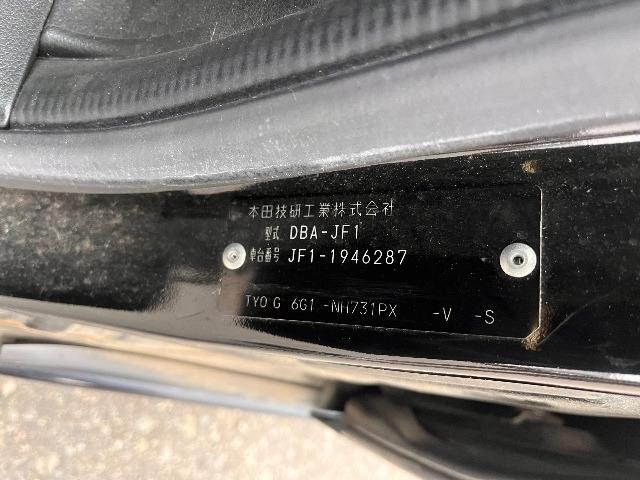 本田技研工業株式会社
型式 DBA-JF1
車台番号 JF1-1946287
TYO G 6G1 -NH731PX -V -S